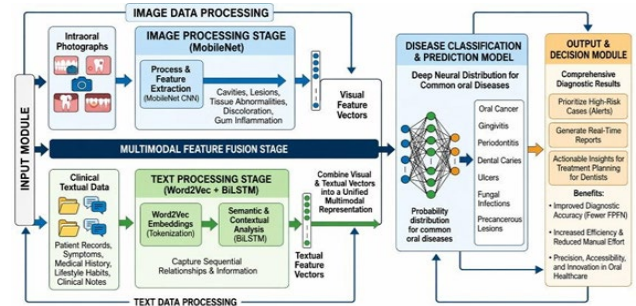 IMAGE DATA PROCESSING
INPUT MODULE
Intraoral
Photographs
IMAGE PROCESSING STAGE
(MobileNet)
Process &
Feature
Extraction
(MobileNet CNN)
Cavities, Lesions,
Tissue Abnormalities,
Discoloration,
Gum Inflammation
Visual
Feature
Vectors
MULTIMODAL FEATURE FUSION STAGE
Clinical
Textual Data
Patient Records,
Symptoms,
Medical History,
Lifestyle Habits,
Clinical Notes
TEXT PROCESSING STAGE
(Word2Vec + BiLSTM)
Word2Vec
Embeddings
(Tokenization)
Semantic &
Contextual
Analysis
(BiLSTM)
Capture Sequential
Relationships & Information
Combine Visual
& Textual Vectors
into a Unified
Multimodal
Representation
Textual
Feature
Vectors
TEXT DATA PROCESSING
DISEASE CLASSIFICATION
& PREDICTION MODEL
Deep Neural Distribution for
Common oral Diseases
Probability
distribution for
common oral
diseases
Oral Cancer
Gingivitis
Periodontitis
Dental Caries
Ulcers
Fungal
Infections
Precancerous
Lesions
OUTPUT &
DECISION MODULE
Comprehensive
Diagnostic Results
Prioritize High-Risk
Cases (Alerts)
Generate Real-Time
Reports
Actionable Insights for
Treatment Planning
for Dentists
Benefits:
• Improved Diagnostic
Accuracy (Fewer FPFN)
• Increased Efficiency &
Reduced Manual Effort
• Precision, Accessibility,
and Innovation in Oral
Healthcare